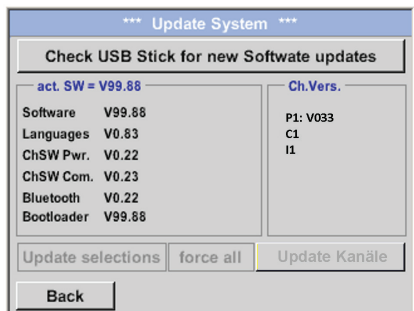 *** Update System ***
Check USB Stick for new Softwate updates
act. SW = V99.88
Software V99.88
Languages V0.83
ChSW Pwr. V0.22
ChSW Com. V0.23
Bluetooth V0.22
Bootloader V99.88
Ch.Vers.
P1: V033
C1
I1
Update selections
force all
Update Kanäle
Back